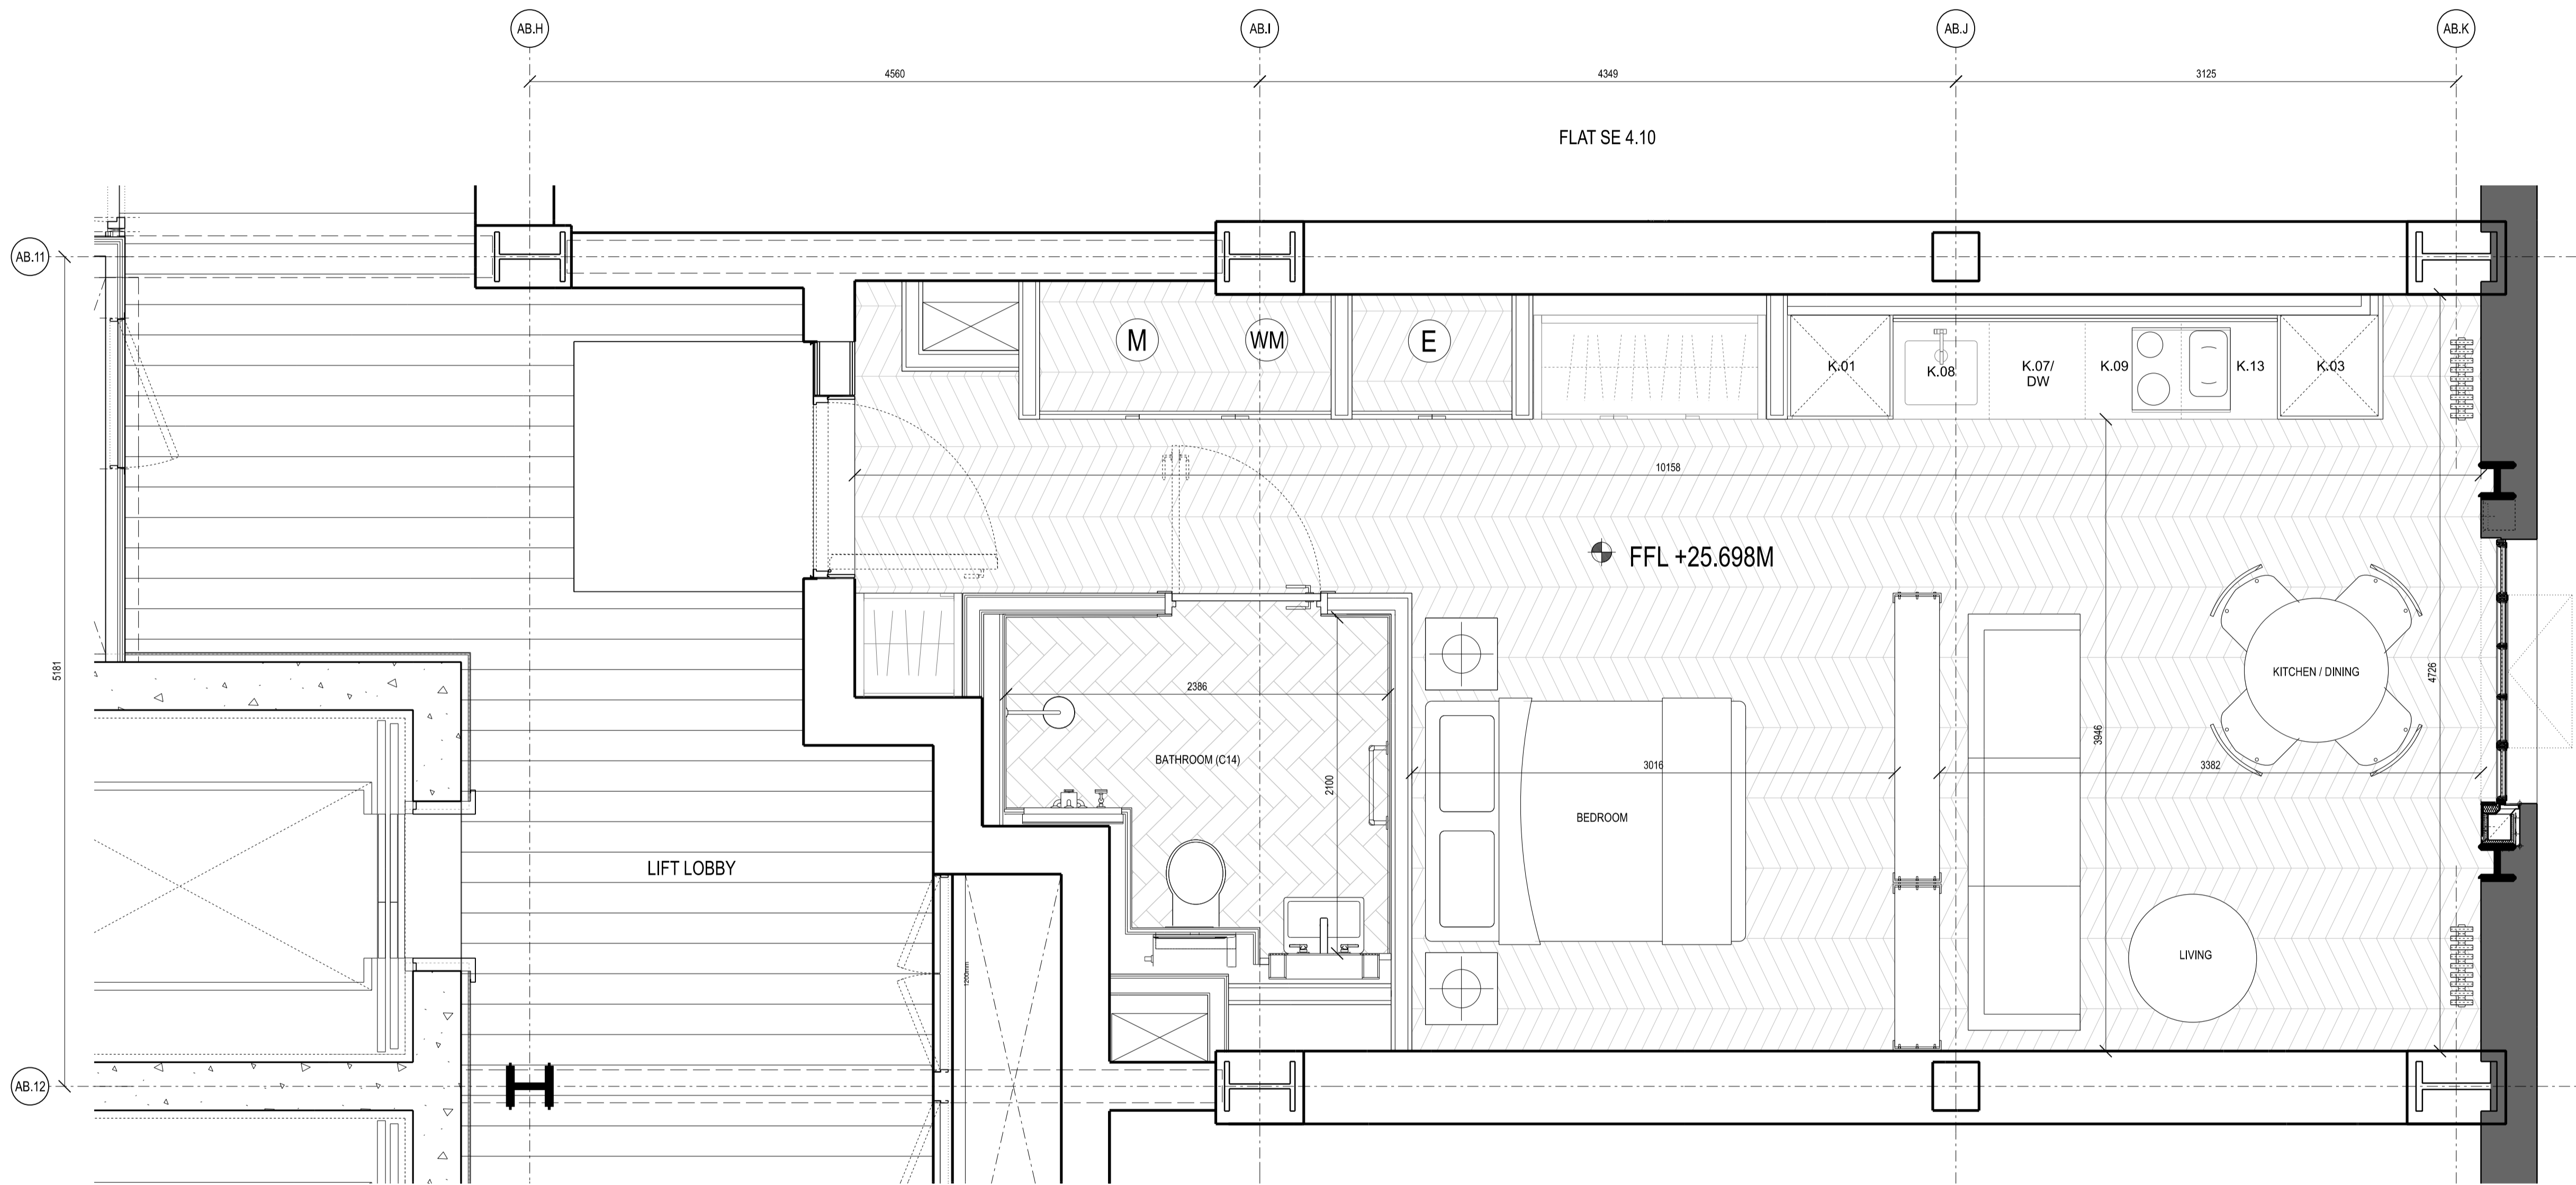 AB.H
AB.I
AB.J
AB.K
4560
4349
3125
FLAT SE 4.10
AB.11
M
WM
E
K.01
K.08
K.07/
DW
K.09
K.13
K.03
10158
FFL +25.698M
5181
2386
KITCHEN / DINING
4726
3946
BATHROOM (C14)
3016
3382
2100
BEDROOM
LIFT LOBBY
LIVING
1200mm
AB.12